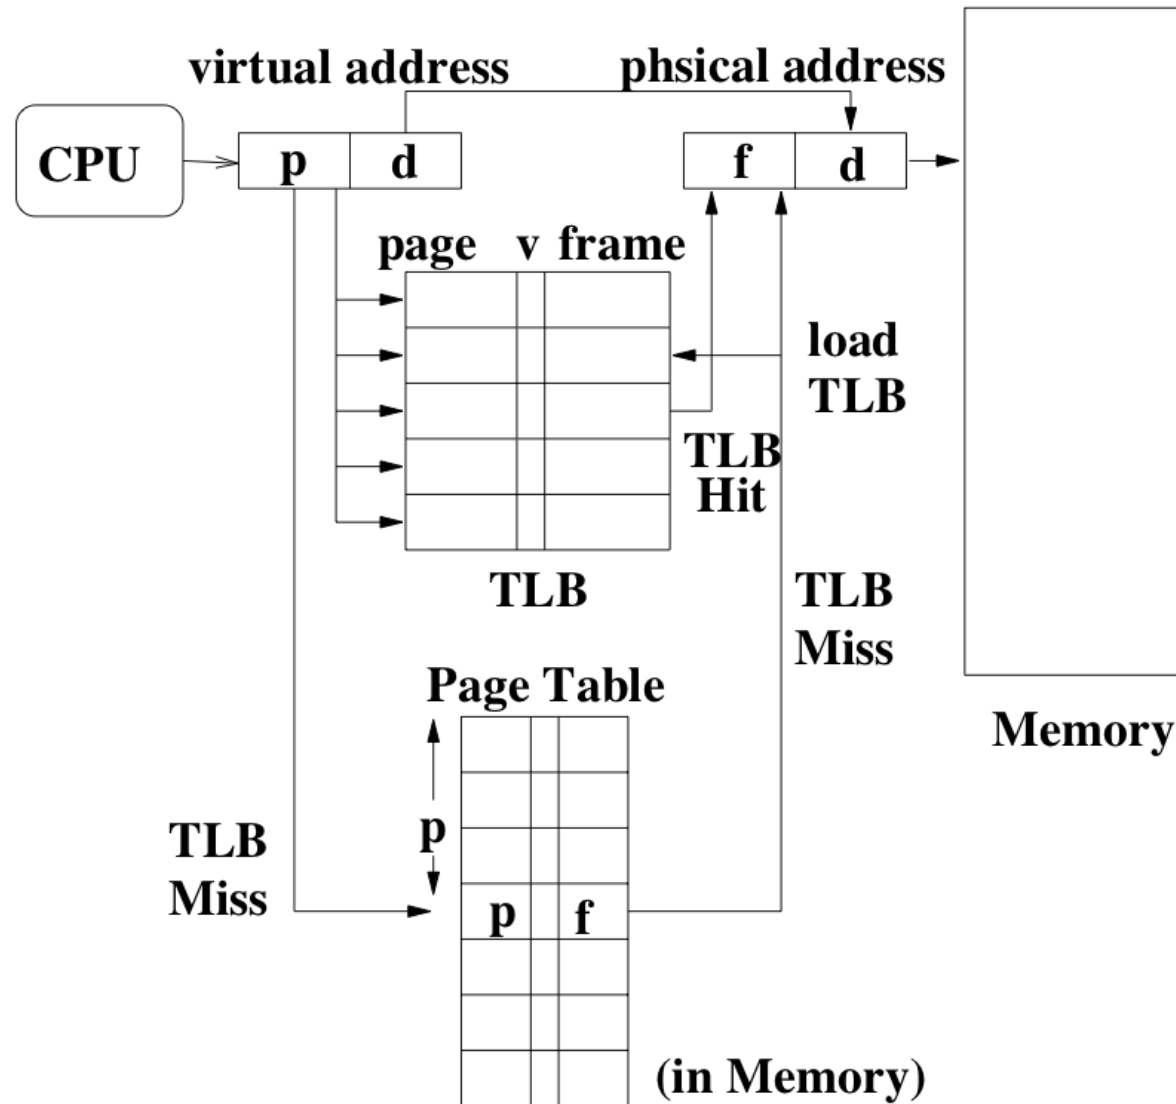 virtual address
phsical address
CPU
p
d
f
d
page v frame
load
TLB
TLB
Hit
TLB
TLB
Miss
Page Table
Memory
p
TLB
Miss
p
f
(in Memory)